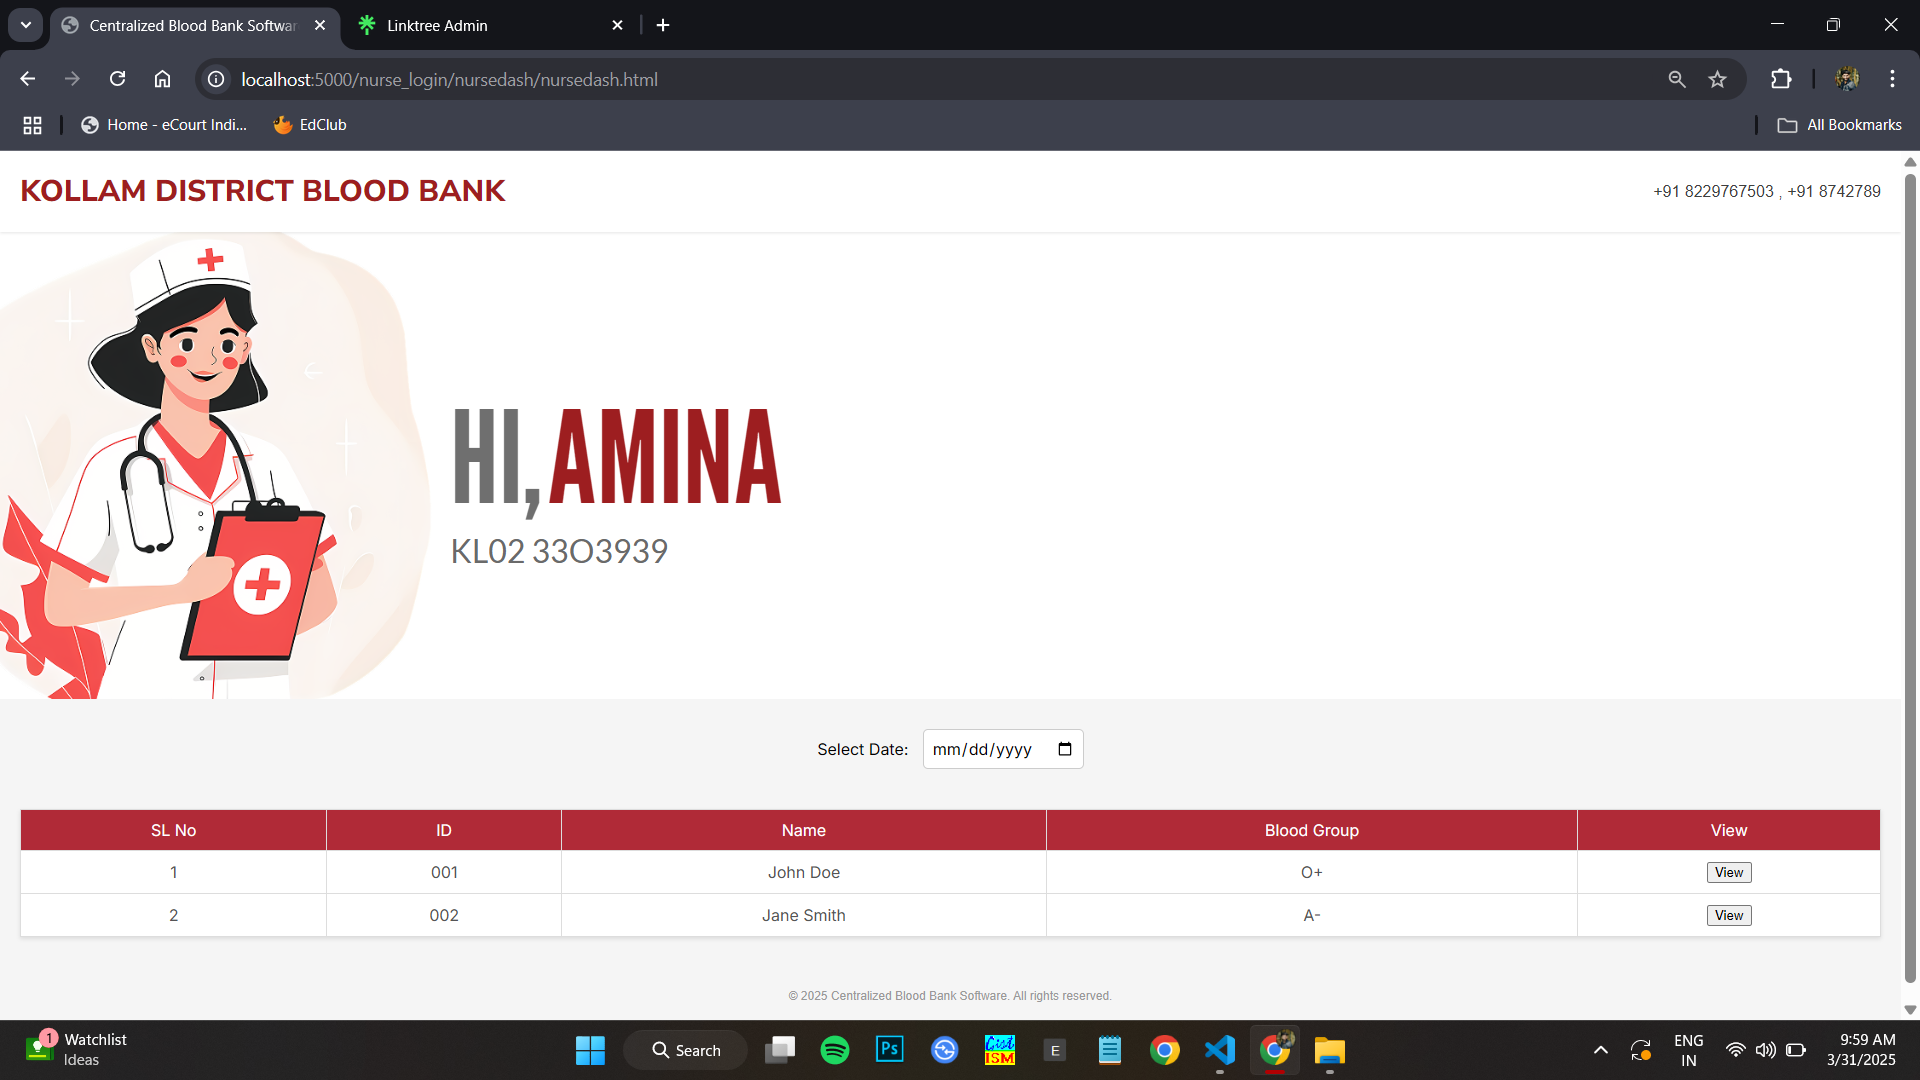 Centralized Blood Bank Softwar
Linktree Admin
localhost:5000/nurse_login/nursedash/nursedash.html
Home - eCourt Indi...
EdClub
All Bookmarks
KOLLAM DISTRICT BLOOD BANK
+91 8229767503 , +91 8742789
HI, AMINA
KL02 33O3939
Select Date: mm/dd/yyyy
SL No ID Name Blood Group View
1 001 John Doe O+ View
2 002 Jane Smith A- View
© 2025 Centralized Blood Bank Software. All rights reserved.
1
Watchlist
Ideas
Search
Ps
Gist
ISM
E
ENG
IN
9:59 AM
3/31/2025